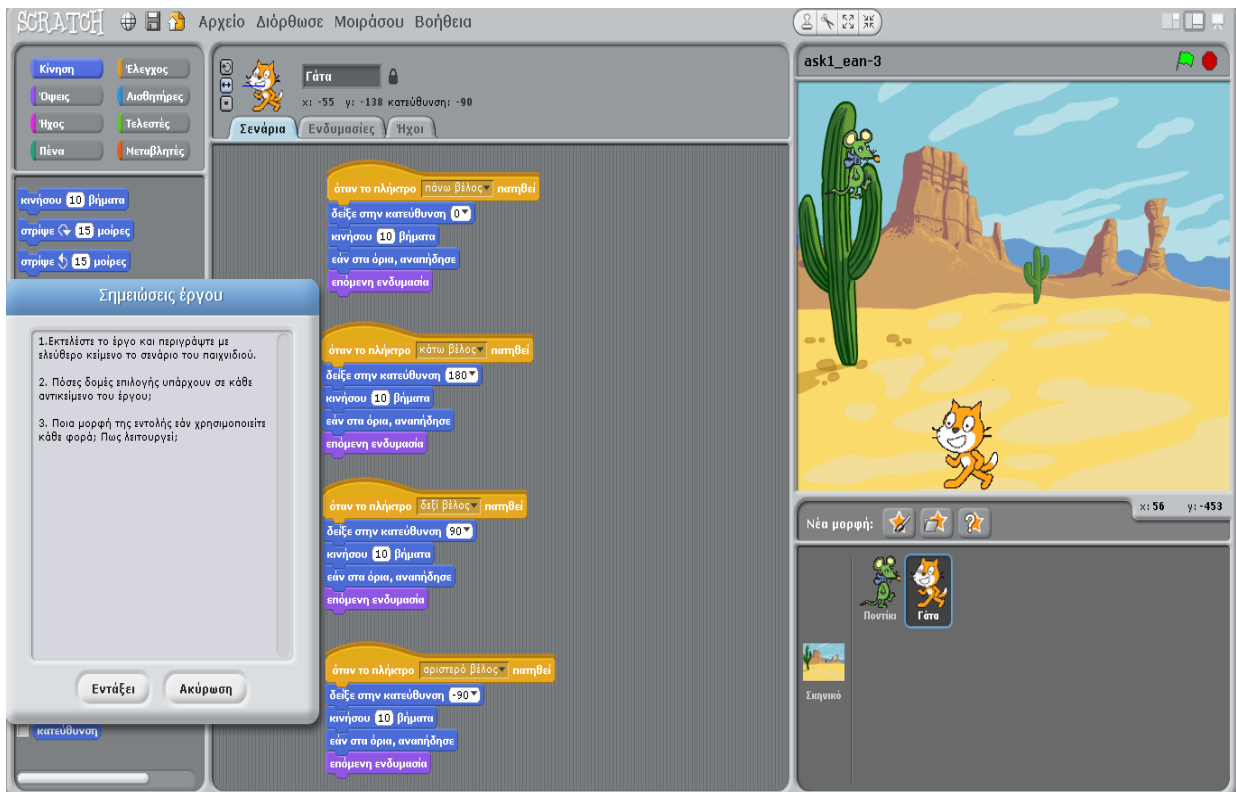 SCRATCH Αρχείο Διόρθωσε Μοιράσου Βοήθεια
Κίνηση Έλεγχος
Όψεις Αισθητήρες
Ήχος Τελεστές
Πένα Μεταβλητές
κινήσου 10 βήματα
στρίψε 15 μοίρες
στρίψε 15 μοίρες
Σημειώσεις έργου
1.Εκτελέστε το έργο και περιγράψτε με
ελεύθερο κείμενο το σενάριο του παιχνιδιού.
2. Πόσες δομές επιλογής υπάρχουν σε κάθε
αντικείμενο του έργου;
3. Ποια μορφή της εντολής εάν χρησιμοποιείτε
κάθε φορά; Πως λειτουργεί;
Εντάξει Ακύρωση
κατεύθυνση
Γάτα
x: -55 y: -138 κατεύθυνση: -90
Σενάρια Ενδυμασίες Ήχοι
όταν το πλήκτρο πάνω βέλος πατηθεί
δείξε στην κατεύθυνση 0
κινήσου 10 βήματα
εάν στα όρια, αναπήδησε
επόμενη ενδυμασία
όταν το πλήκτρο κάτω βέλος πατηθεί
δείξε στην κατεύθυνση 180
κινήσου 10 βήματα
εάν στα όρια, αναπήδησε
επόμενη ενδυμασία
όταν το πλήκτρο δεξί βέλος πατηθεί
δείξε στην κατεύθυνση 90
κινήσου 10 βήματα
εάν στα όρια, αναπήδησε
επόμενη ενδυμασία
όταν το πλήκτρο αριστερό βέλος πατηθεί
δείξε στην κατεύθυνση -90
κινήσου 10 βήματα
εάν στα όρια, αναπήδησε
επόμενη ενδυμασία
ask1_ean-3
x: 56 y: -453
Νέα μορφή:
Ποντίκι Γάτα
Σκηνικό